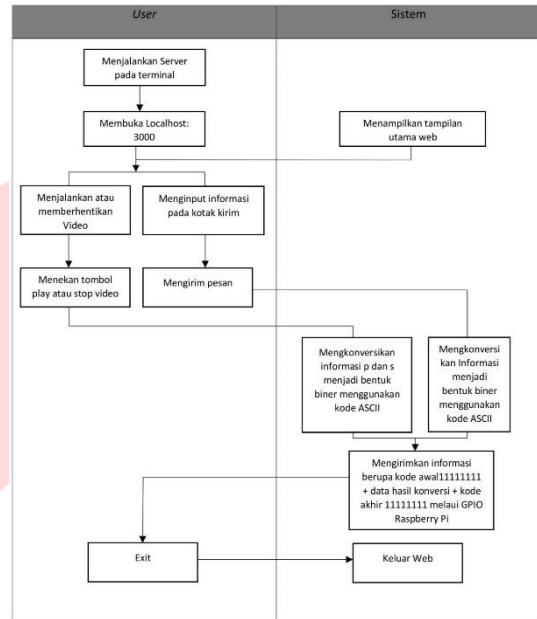 User
Sistem
Menjalankan Server
pada terminal
Membuka Localhost:
3000
Menampilkan tampilan
utama web
Menjalankan atau
memberhentikan
Video
Menginput informasi
pada kotak kirim
Menekan tombol
play atau stop video
Mengirim pesan
Mengkonversikan
informasi p dan s
menjadi bentuk
biner menggunakan
kode ASCII
Mengkonversi
kan Informasi
menjadi
bentuk biner
menggunakan
kode ASCII
Mengirimkan informasi
berupa kode awal11111111
+ data hasil konversi + kode
akhir 11111111 melaui GPIO
Raspberry Pi
Exit
Keluar Web